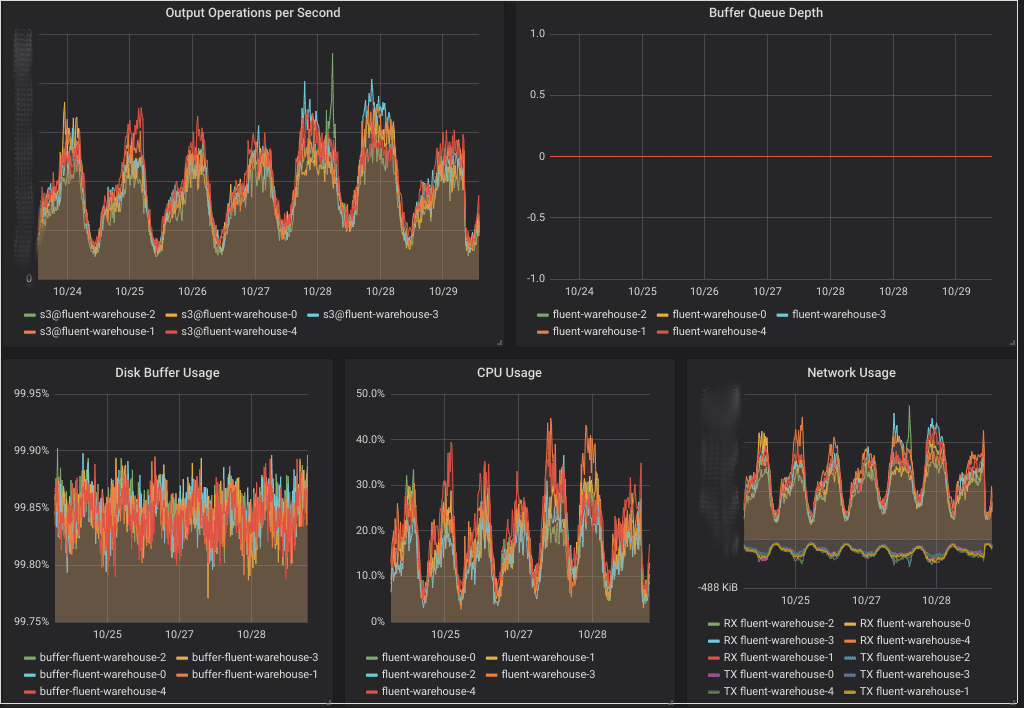 Output Operations per Second
0
10/24 10/25 10/26 10/27 10/28 10/28 10/29
s3@fluent-warehouse-2 s3@fluent-warehouse-0 s3@fluent-warehouse-3
s3@fluent-warehouse-1 s3@fluent-warehouse-4
Buffer Queue Depth
1.0
0.5
0
-0.5
-1.0
10/24 10/25 10/26 10/27 10/28 10/28 10/29
fluent-warehouse-2 fluent-warehouse-0 fluent-warehouse-3
fluent-warehouse-1 fluent-warehouse-4
Disk Buffer Usage
99.95%
99.90%
99.85%
99.80%
99.75%
10/25 10/27 10/28
buffer-fluent-warehouse-2 buffer-fluent-warehouse-3
buffer-fluent-warehouse-0 buffer-fluent-warehouse-1
buffer-fluent-warehouse-4
CPU Usage
50.0%
40.0%
30.0%
20.0%
10.0%
0%
10/25 10/27 10/28
fluent-warehouse-0 fluent-warehouse-1
fluent-warehouse-2 fluent-warehouse-3
fluent-warehouse-4
Network Usage
-488 KiB
10/25 10/27 10/28
RX fluent-warehouse-2 RX fluent-warehouse-0
RX fluent-warehouse-3 RX fluent-warehouse-4
RX fluent-warehouse-1 TX fluent-warehouse-2
TX fluent-warehouse-0 TX fluent-warehouse-3
TX fluent-warehouse-4 TX fluent-warehouse-1